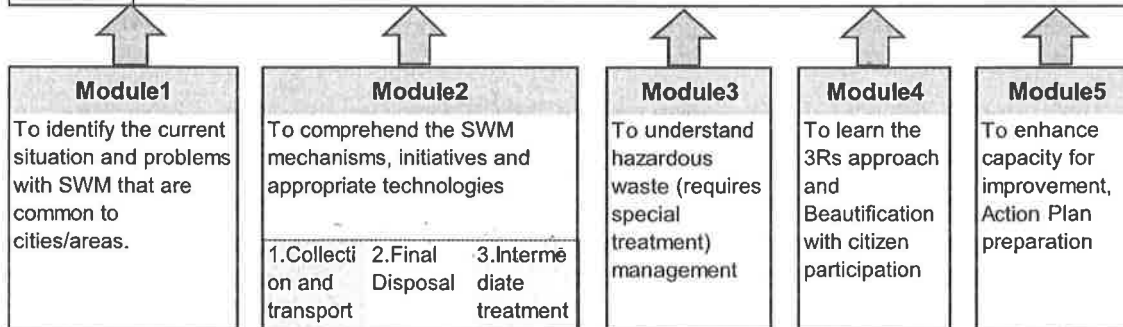 Module1
To identify the current
situation and problems
with SWM that are
common to
cities/areas.
Module2
To comprehend the SWM
mechanisms, initiatives and
appropriate technologies
1.Collecti
on and
transport
2.Final
Disposal
3.Interme
diate
treatment
Module3
To understand
hazardous
waste (requires
special
treatment)
management
Module4
To learn the
3Rs approach
and
Beautification
with citizen
participation
Module5
To enhance
capacity for
improvement,
Action Plan
preparation